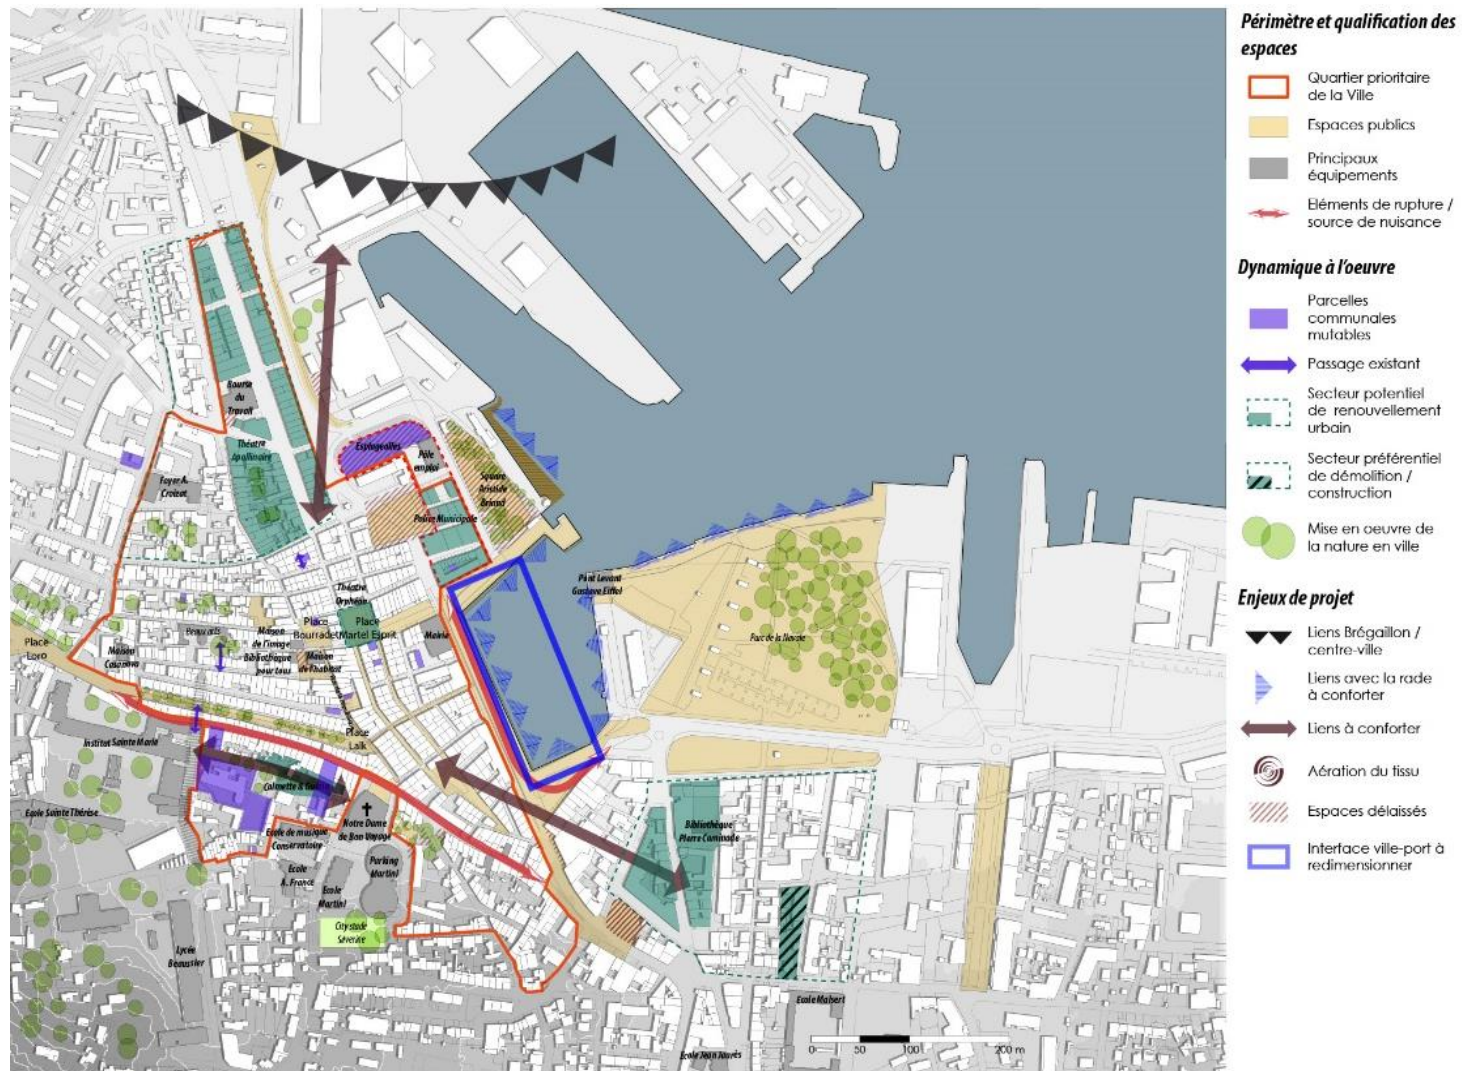 Périmètre et qualification des
espaces
Quartier prioritaire
de la Ville
Espaces publics
Principaux
équipements
Eléments de rupture /
source de nuisance
Dynamique à l'oeuvre
Parcelles
communales
mutables
Passage existant
Secteur potentiel
de renouvellement
urbain
Secteur préférentiel
de démolition /
construction
Mise en oeuvre de
la nature en ville
Enjeux de projet
Liens Brégaillon /
centre-ville
Liens avec la rade
à conforter
Liens à conforter
Aération du tissu
Espaces délaissés
Interface ville-port à
redimensionner
Bourse
du
Travail
Théatre
Apollinaire
Foyer A.
Croizat
Esplageolles
Pôle
emploi
Square
Aristide
Briand
Police Municipale
Théatre
Orphéon
Place
Bourradet
Place
Martel Esprit
Mairie
Pont Levant
Gustave Eiffel
Parc de la Navale
Place
Loro
Maison
Casanova
Beaux arts
Maison
de l'image
Bibliothèque
pour tous
Maison
de l'habitat
Place
Laik
Institut Sainte Marie
Ecole Sainte Thérèse
Ecole de musique
Conservatoire
Notre Dame
de Bon Voyage
Ecole
A. France
Ecole
Martini
Parking
Martini
City stade
Séverine
Lycée
Beaussier
Bibliothèque
Pierre Caminade
Ecole Malsert
Ecole Jean Jaurès
0 50 100 200 m